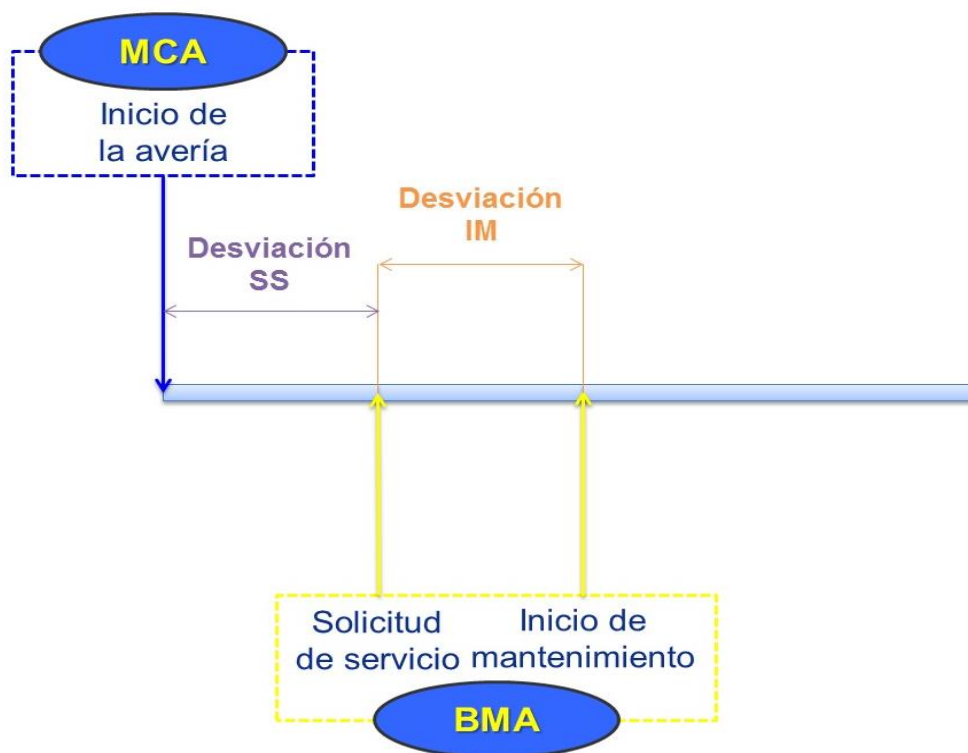 MCA
Inicio de
la avería
Desviación
IM
Desviación
SS
Solicitud
de servicio
Inicio de
mantenimiento
BMA